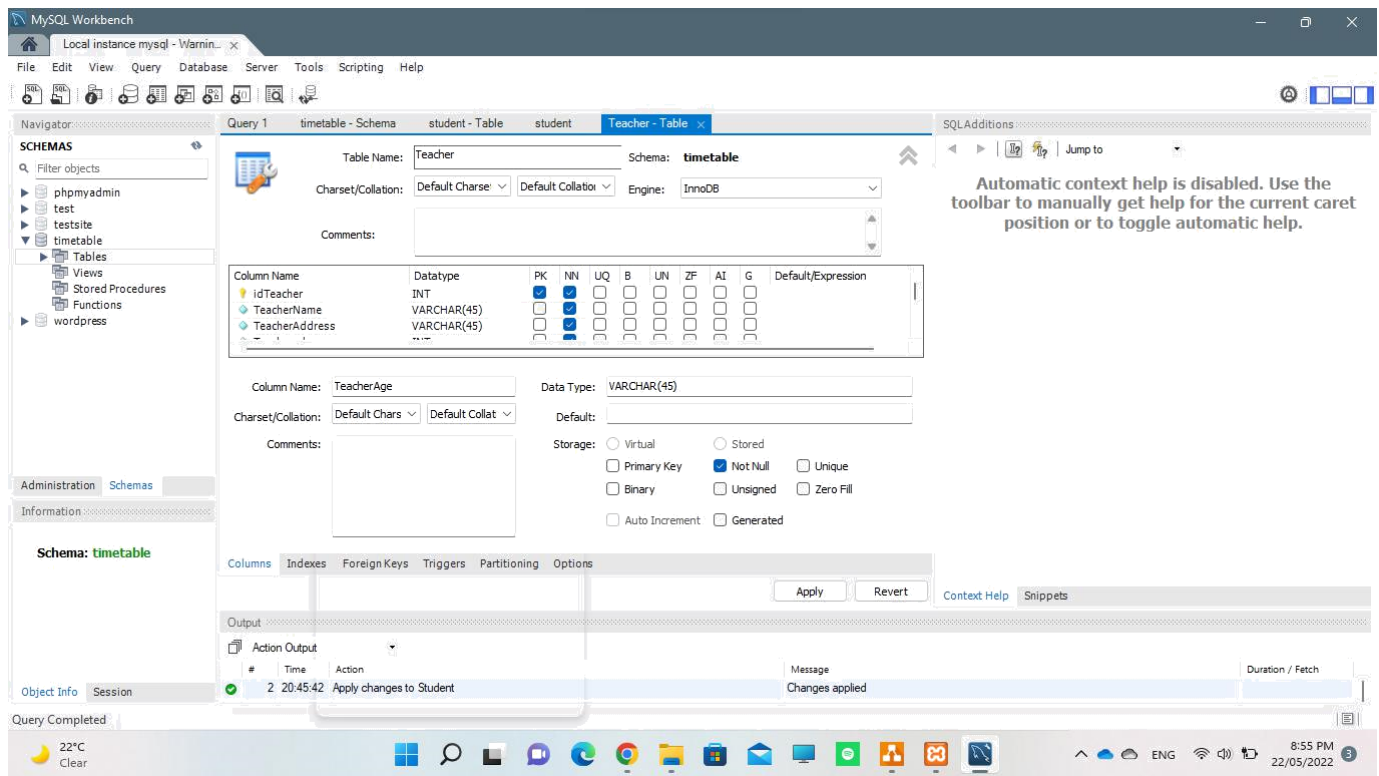 MySQL Workbench
Local instance mysql - Warnin...
File Edit View Query Database Server Tools Scripting Help
Navigator
SCHEMAS
Filter objects
phpmyadmin
test
testsite
timetable
Tables
Views
Stored Procedures
Functions
wordpress
Administration Schemas
Information
Schema: timetable
Object Info Session
Query 1 timetable - Schema student - Table student Teacher - Table
Table Name: Teacher Schema: timetable
Charset/Collation: Default Charse Default Collatior Engine: InnoDB
Comments:
Column Name Datatype PK NN UQ B UN ZF AI G Default/Expression
idTeacher INT
TeacherName VARCHAR(45)
TeacherAddress VARCHAR(45)
Column Name: TeacherAge Data Type: VARCHAR(45)
Charset/Collation: Default Chars Default Collat Default:
Comments: Storage: Virtual Stored
Primary Key Not Null Unique
Binary Unsigned Zero Fill
Auto Increment Generated
Columns Indexes Foreign Keys Triggers Partitioning Options
Apply Revert
SQLAdditions
Jump to
Automatic context help is disabled. Use the
toolbar to manually get help for the current caret
position or to toggle automatic help.
Context Help Snippets
Output
Action Output
# Time Action Message Duration / Fetch
2 20:45:42 Apply changes to Student Changes applied
Query Completed
22°C
Clear
ENG
8:55 PM
22/05/2022
3